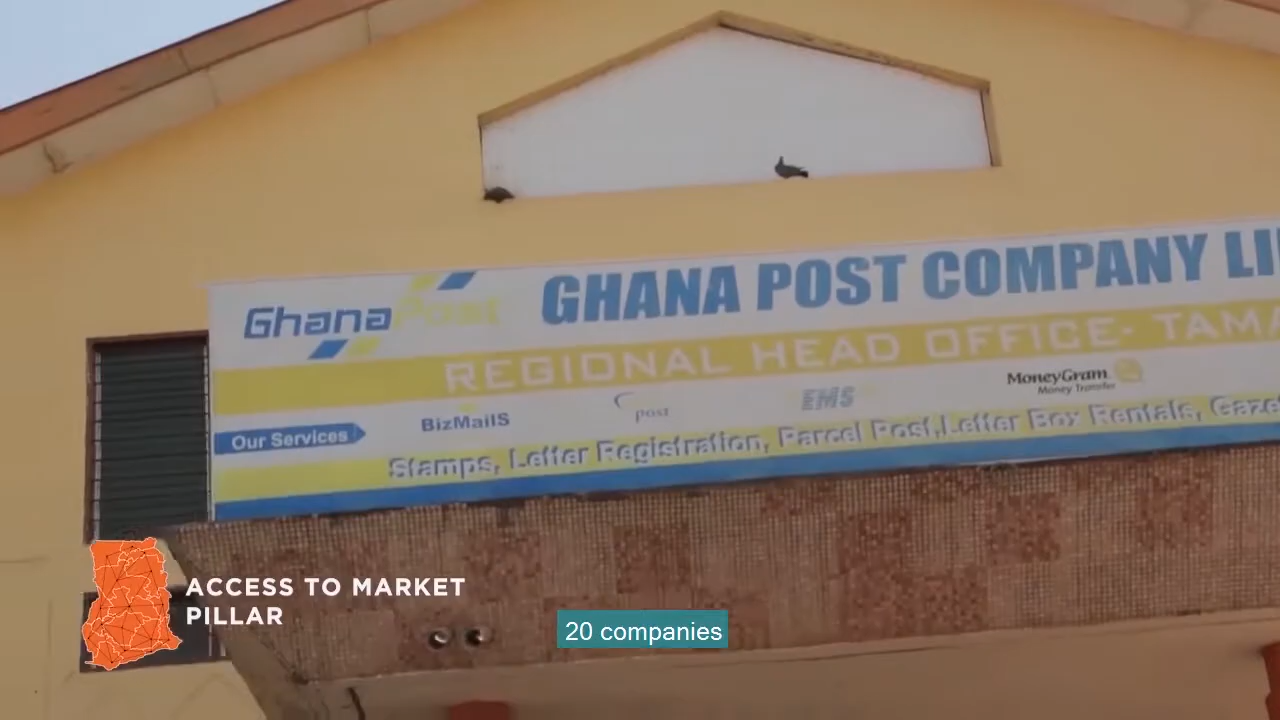 GhanaPost
GHANA POST COMPANY LI
REGIONAL HEAD OFFICE- TAMA
Our Services
BizMailS
post
EMS
MoneyGram
Money Transfer
Stamps, Letter Registration, Parcel Post,Letter Box Rentals, Gaze
ACCESS TO MARKET
PILLAR
20 companies